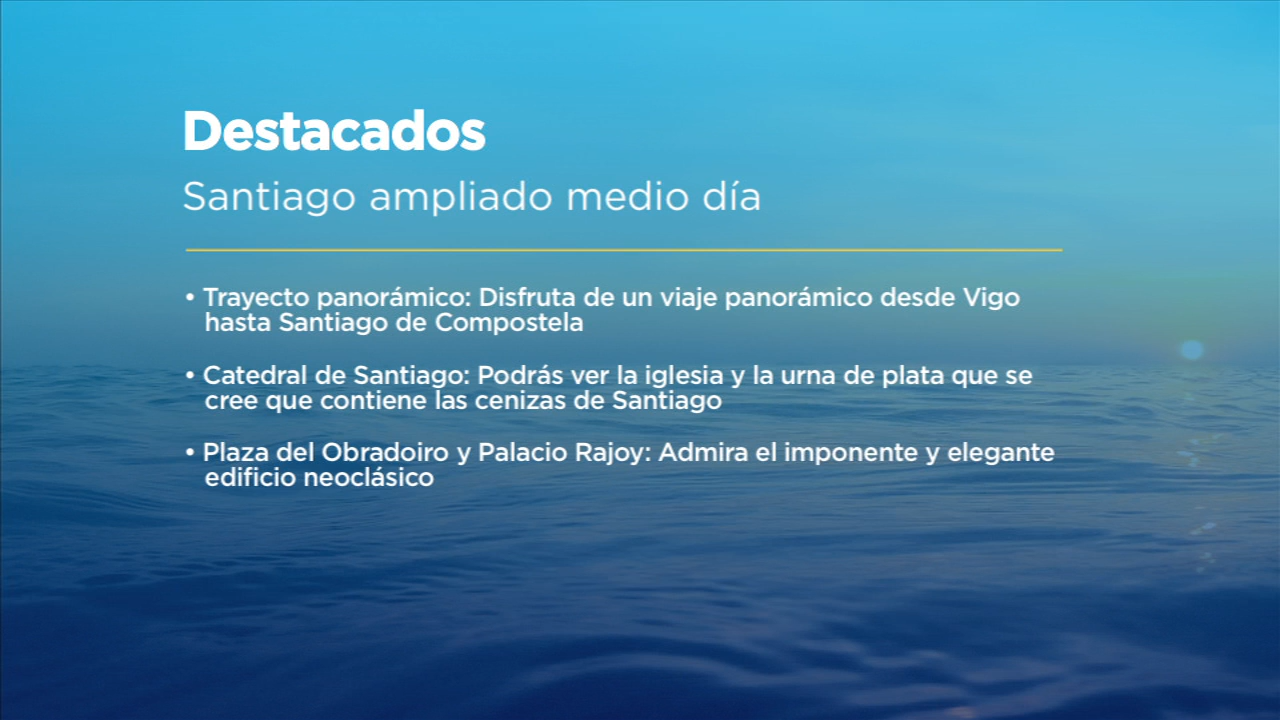 Destacados
Santiago ampliado medio día
• Trayecto panorámico: Disfruta de un viaje panorámico desde Vigo
hasta Santiago de Compostela
• Catedral de Santiago: Podrás ver la iglesia y la urna de plata que se
cree que contiene las cenizas de Santiago
• Plaza del Obradoiro y Palacio Rajoy: Admira el imponente y elegante
edificio neoclásico